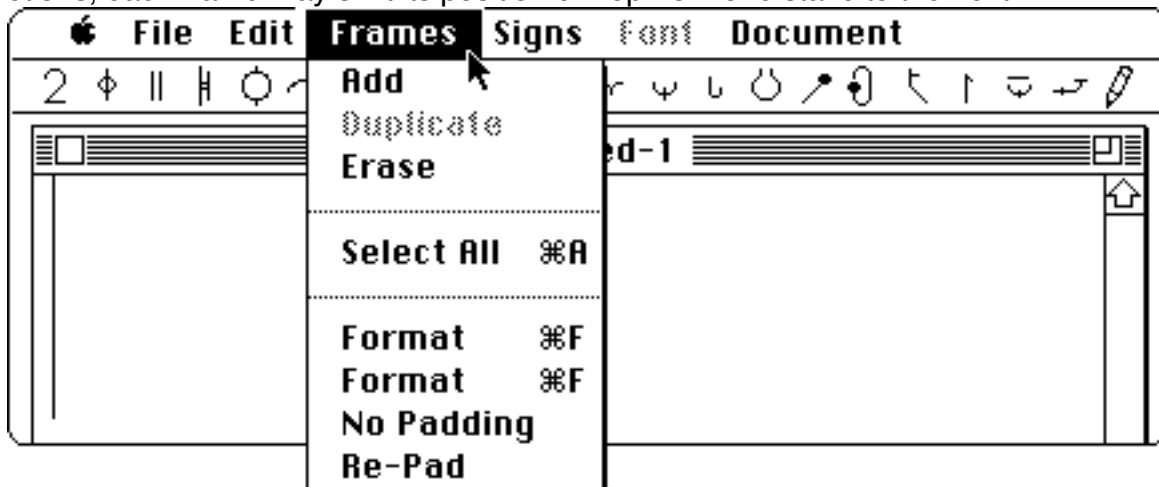 File Edit Frames Signs Font Document
Add
Duplicate
ed-1
Erase
Select All ⌘A
Format ⌘F
Format ⌘F
No Padding
Re-Pad